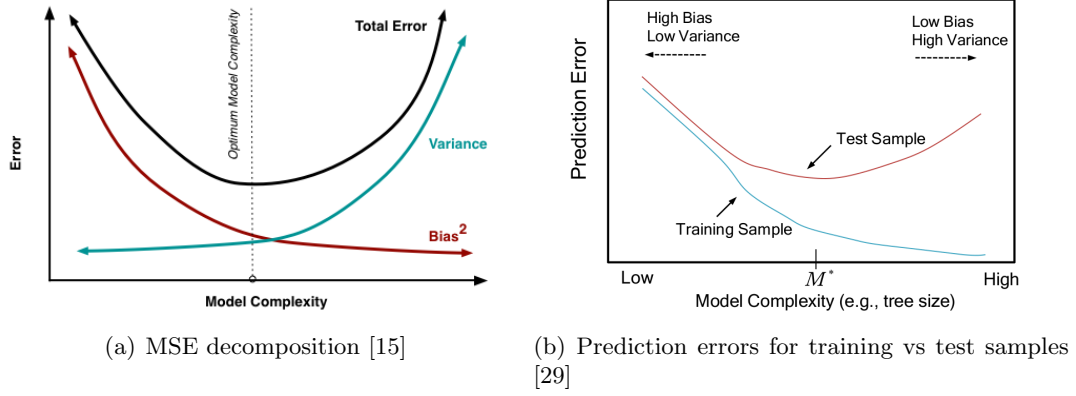 Error
Total Error
Optimum Model Complexity
Variance
Bias²
Model Complexity
(a) MSE decomposition [15]
Prediction Error
High Bias
Low Variance
Low Bias
High Variance
Test Sample
Training Sample
Low
M*
High
Model Complexity (e.g., tree size)
(b) Prediction errors for training vs test samples
[29]